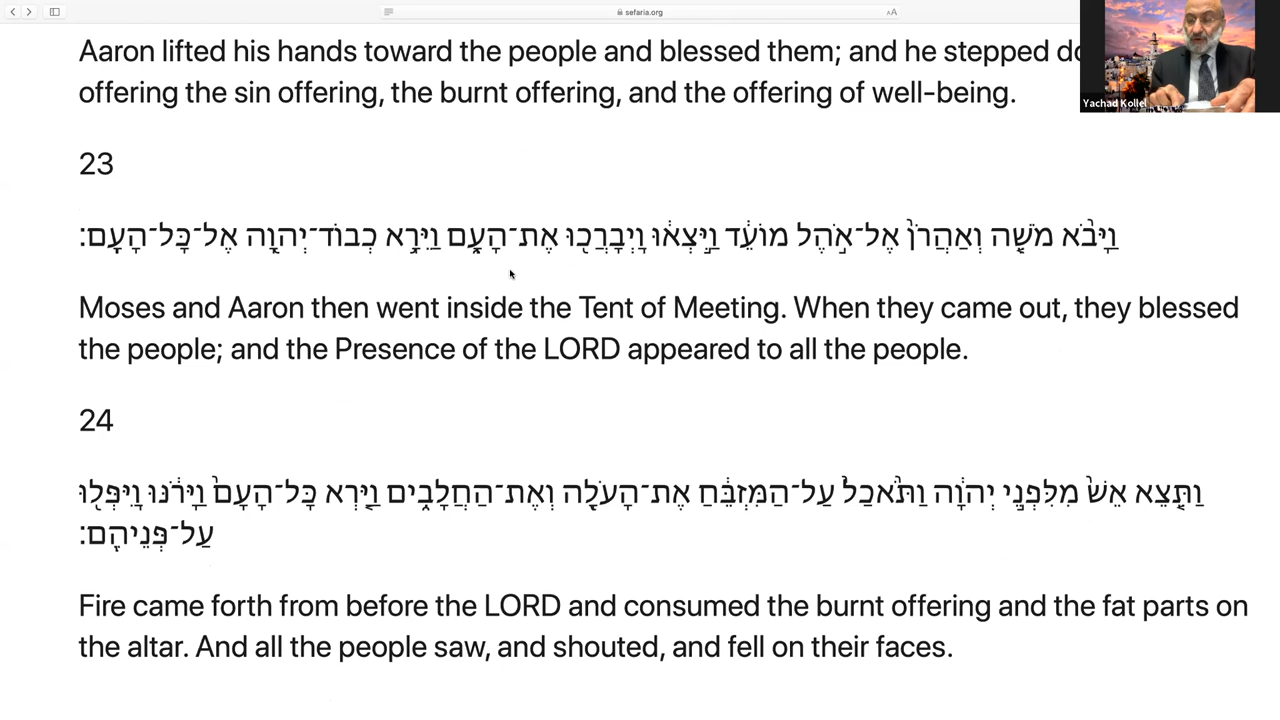 sefaria.org
AA
Aaron lifted his hands toward the people and blessed them; and he stepped
offering the sin offering, the burnt offering, and the offering of well-being.
Yachad Kollel
23
וַיָּבֹ֨א מֹשֶׁ֤ה וְאַהֲרֹן֙ אֶל־אֹ֣הֶל מוֹעֵ֔ד וַיֵּ֣צְא֔וּ וַֽיְבָרְכ֖וּ אֶת־הָעָ֑ם וַיֵּרָ֥א כְבוֹד־יְהוָ֖ה אֶל־כָּל־הָעָֽם׃
Moses and Aaron then went inside the Tent of Meeting. When they came out, they blessed
the people; and the Presence of the LORD appeared to all the people.
24
וַתֵּ֤צֵא אֵשׁ֙ מִלִּפְנֵ֣י יְהוָ֔ה וַתֹּ֙אכַל֙ עַל־הַמִּזְבֵּ֔חַ אֶת־הָעֹלָ֖ה וְאֶת־הַחֲלָבִ֑ים וַיַּ֤רְא כָּל־הָעָם֙ וַיָּרֹ֔נּוּ וַֽיִּפְּל֖וּ
עַל־פְּנֵיהֶֽם׃
Fire came forth from before the LORD and consumed the burnt offering and the fat parts on
the altar. And all the people saw, and shouted, and fell on their faces.